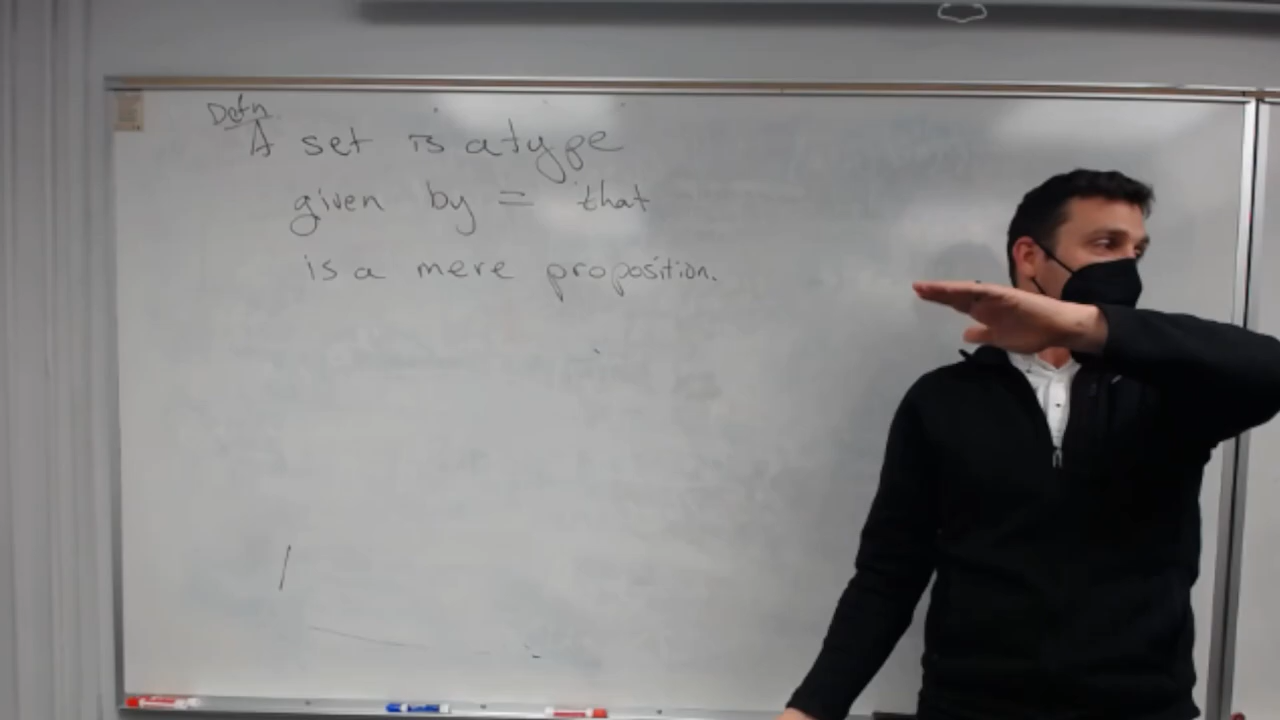 Defn
A set is a type
given by = that
is a mere proposition.